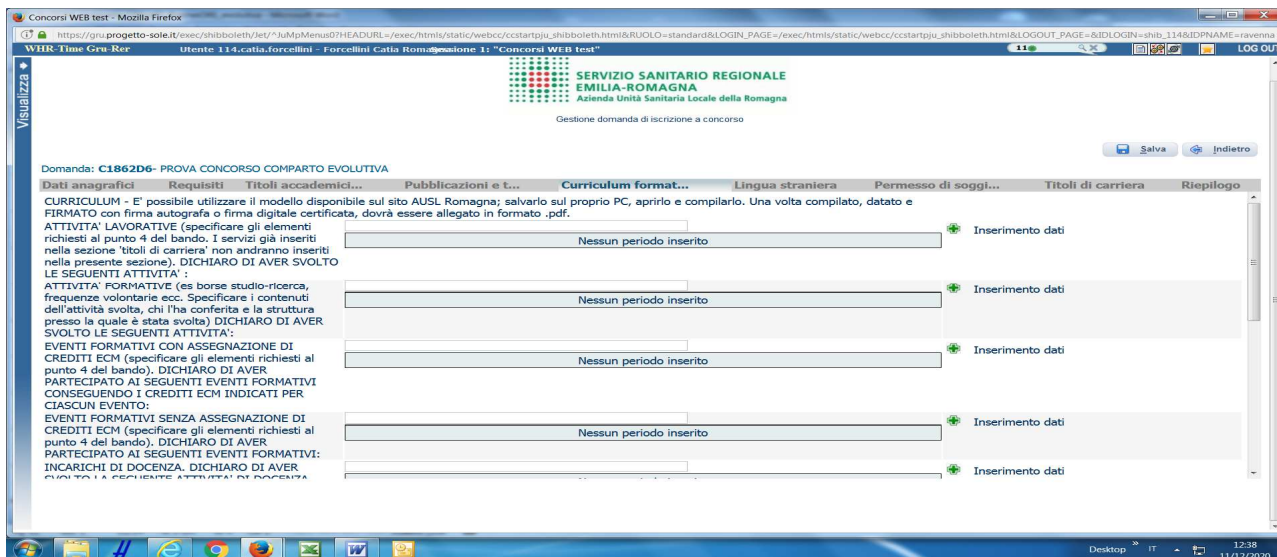 Concorsi WEB test - Mozilla Firefox
https://gru.progetto-sole.it/exec/shibboleth/Jet/^JuMpMenus0?HEADURL=/exec/htmls/static/webcc/ccstartpju_shibboleth.html&RUOLO=standard&LOGIN_PAGE=/exec/htmls/static/webcc/ccstartpju_shibboleth.html&LOGOUT_PAGE=&IDLOGIN=shib_114&IDPNAME=ravenna
WHR-Time Gru-Rer Utente 114.catia.forcellini - Forcellini Catia Sessione 1: "Concorsi WEB test" 11 LOG OUT
Visualizza
SERVIZIO SANITARIO REGIONALE
EMILIA-ROMAGNA
Azienda Unità Sanitaria Locale della Romagna
Gestione domanda di iscrizione a concorso
Salva Indietro
Domanda: C1862D6- PROVA CONCORSO COMPARTO EVOLUTIVA
Dati anagrafici Requisiti Titoli accademici... Pubblicazioni e t... Curriculum format... Lingua straniera Permesso di soggi... Titoli di carriera Riepilogo
CURRICULUM - E' possibile utilizzare il modello disponibile sul sito AUSL Romagna; salvarlo sul proprio PC, aprirlo e compilarlo. Una volta compilato, datato e
FIRMATO con firma autografa o firma digitale certificata, dovrà essere allegato in formato .pdf.
ATTIVITA' LAVORATIVE (specificare gli elementi
richiesti al punto 4 del bando. I servizi già inseriti
nella sezione 'titoli di carriera' non andranno inseriti
nella presente sezione). DICHIARO DI AVER SVOLTO
LE SEGUENTI ATTIVITA' :
Nessun periodo inserito
Inserimento dati
ATTIVITA' FORMATIVE (es borse studio-ricerca,
frequenze volontarie ecc. Specificare i contenuti
dell'attività svolta, chi l'ha conferita e la struttura
presso la quale è stata svolta) DICHIARO DI AVER
SVOLTO LE SEGUENTI ATTIVITA':
Nessun periodo inserito
Inserimento dati
EVENTI FORMATIVI CON ASSEGNAZIONE DI
CREDITI ECM (specificare gli elementi richiesti al
punto 4 del bando). DICHIARO DI AVER
PARTECIPATO AI SEGUENTI EVENTI FORMATIVI
CONSEGUENDO I CREDITI ECM INDICATI PER
CIASCUN EVENTO:
Nessun periodo inserito
Inserimento dati
EVENTI FORMATIVI SENZA ASSEGNAZIONE DI
CREDITI ECM (specificare gli elementi richiesti al
punto 4 del bando). DICHIARO DI AVER
PARTECIPATO AI SEGUENTI EVENTI FORMATIVI:
Nessun periodo inserito
Inserimento dati
INCARICHI DI DOCENZA. DICHIARO DI AVER
SVOLTO LA SEGUENTE ATTIVITA' DI DOCENZA
Inserimento dati
Desktop » IT 12:38
11/12/2020